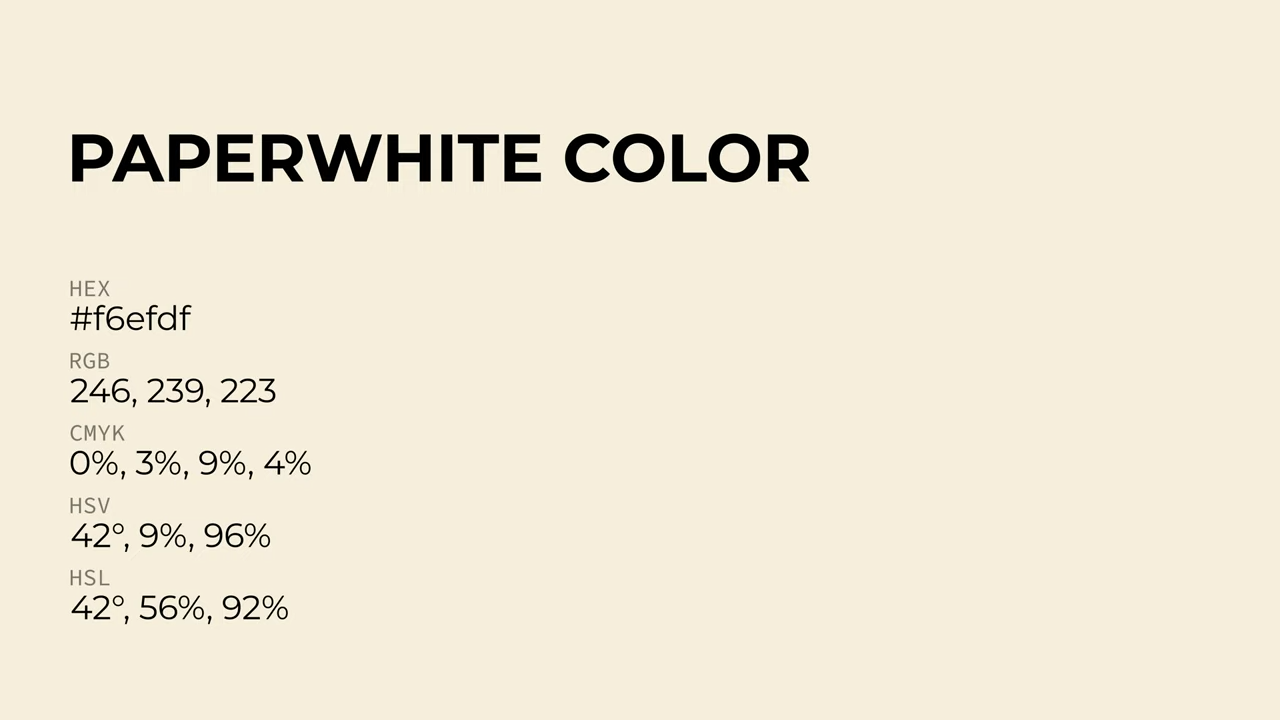 PAPERWHITE COLOR
HEX
#f6efdf
RGB
246, 239, 223
CMYK
0%, 3%, 9%, 4%
HSV
42°, 9%, 96%
HSL
42°, 56%, 92%